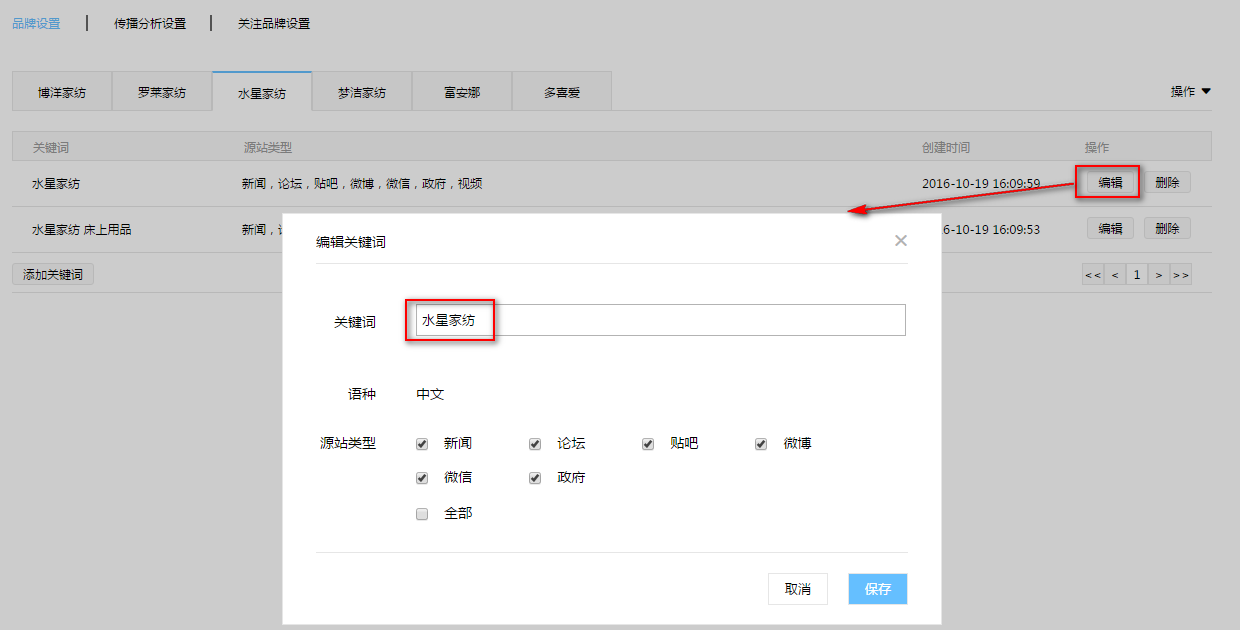 品牌设置 | 传播分析设置 | 关注品牌设置
博洋家纺 罗莱家纺 水星家纺 梦洁家纺 富安娜 多喜爱 操作
关键词 源站类型 创建时间 操作
水星家纺 新闻，论坛，贴吧，微博，微信，政府，视频 2016-10-19 16:09:59 编辑 删除
水星家纺 床上用品 新闻， 6-10-19 16:09:53 编辑 删除
添加关键词 << < 1 > >>
编辑关键词
关键词 水星家纺
语种 中文
源站类型 新闻 论坛 贴吧 微博
微信 政府
全部
取消 保存